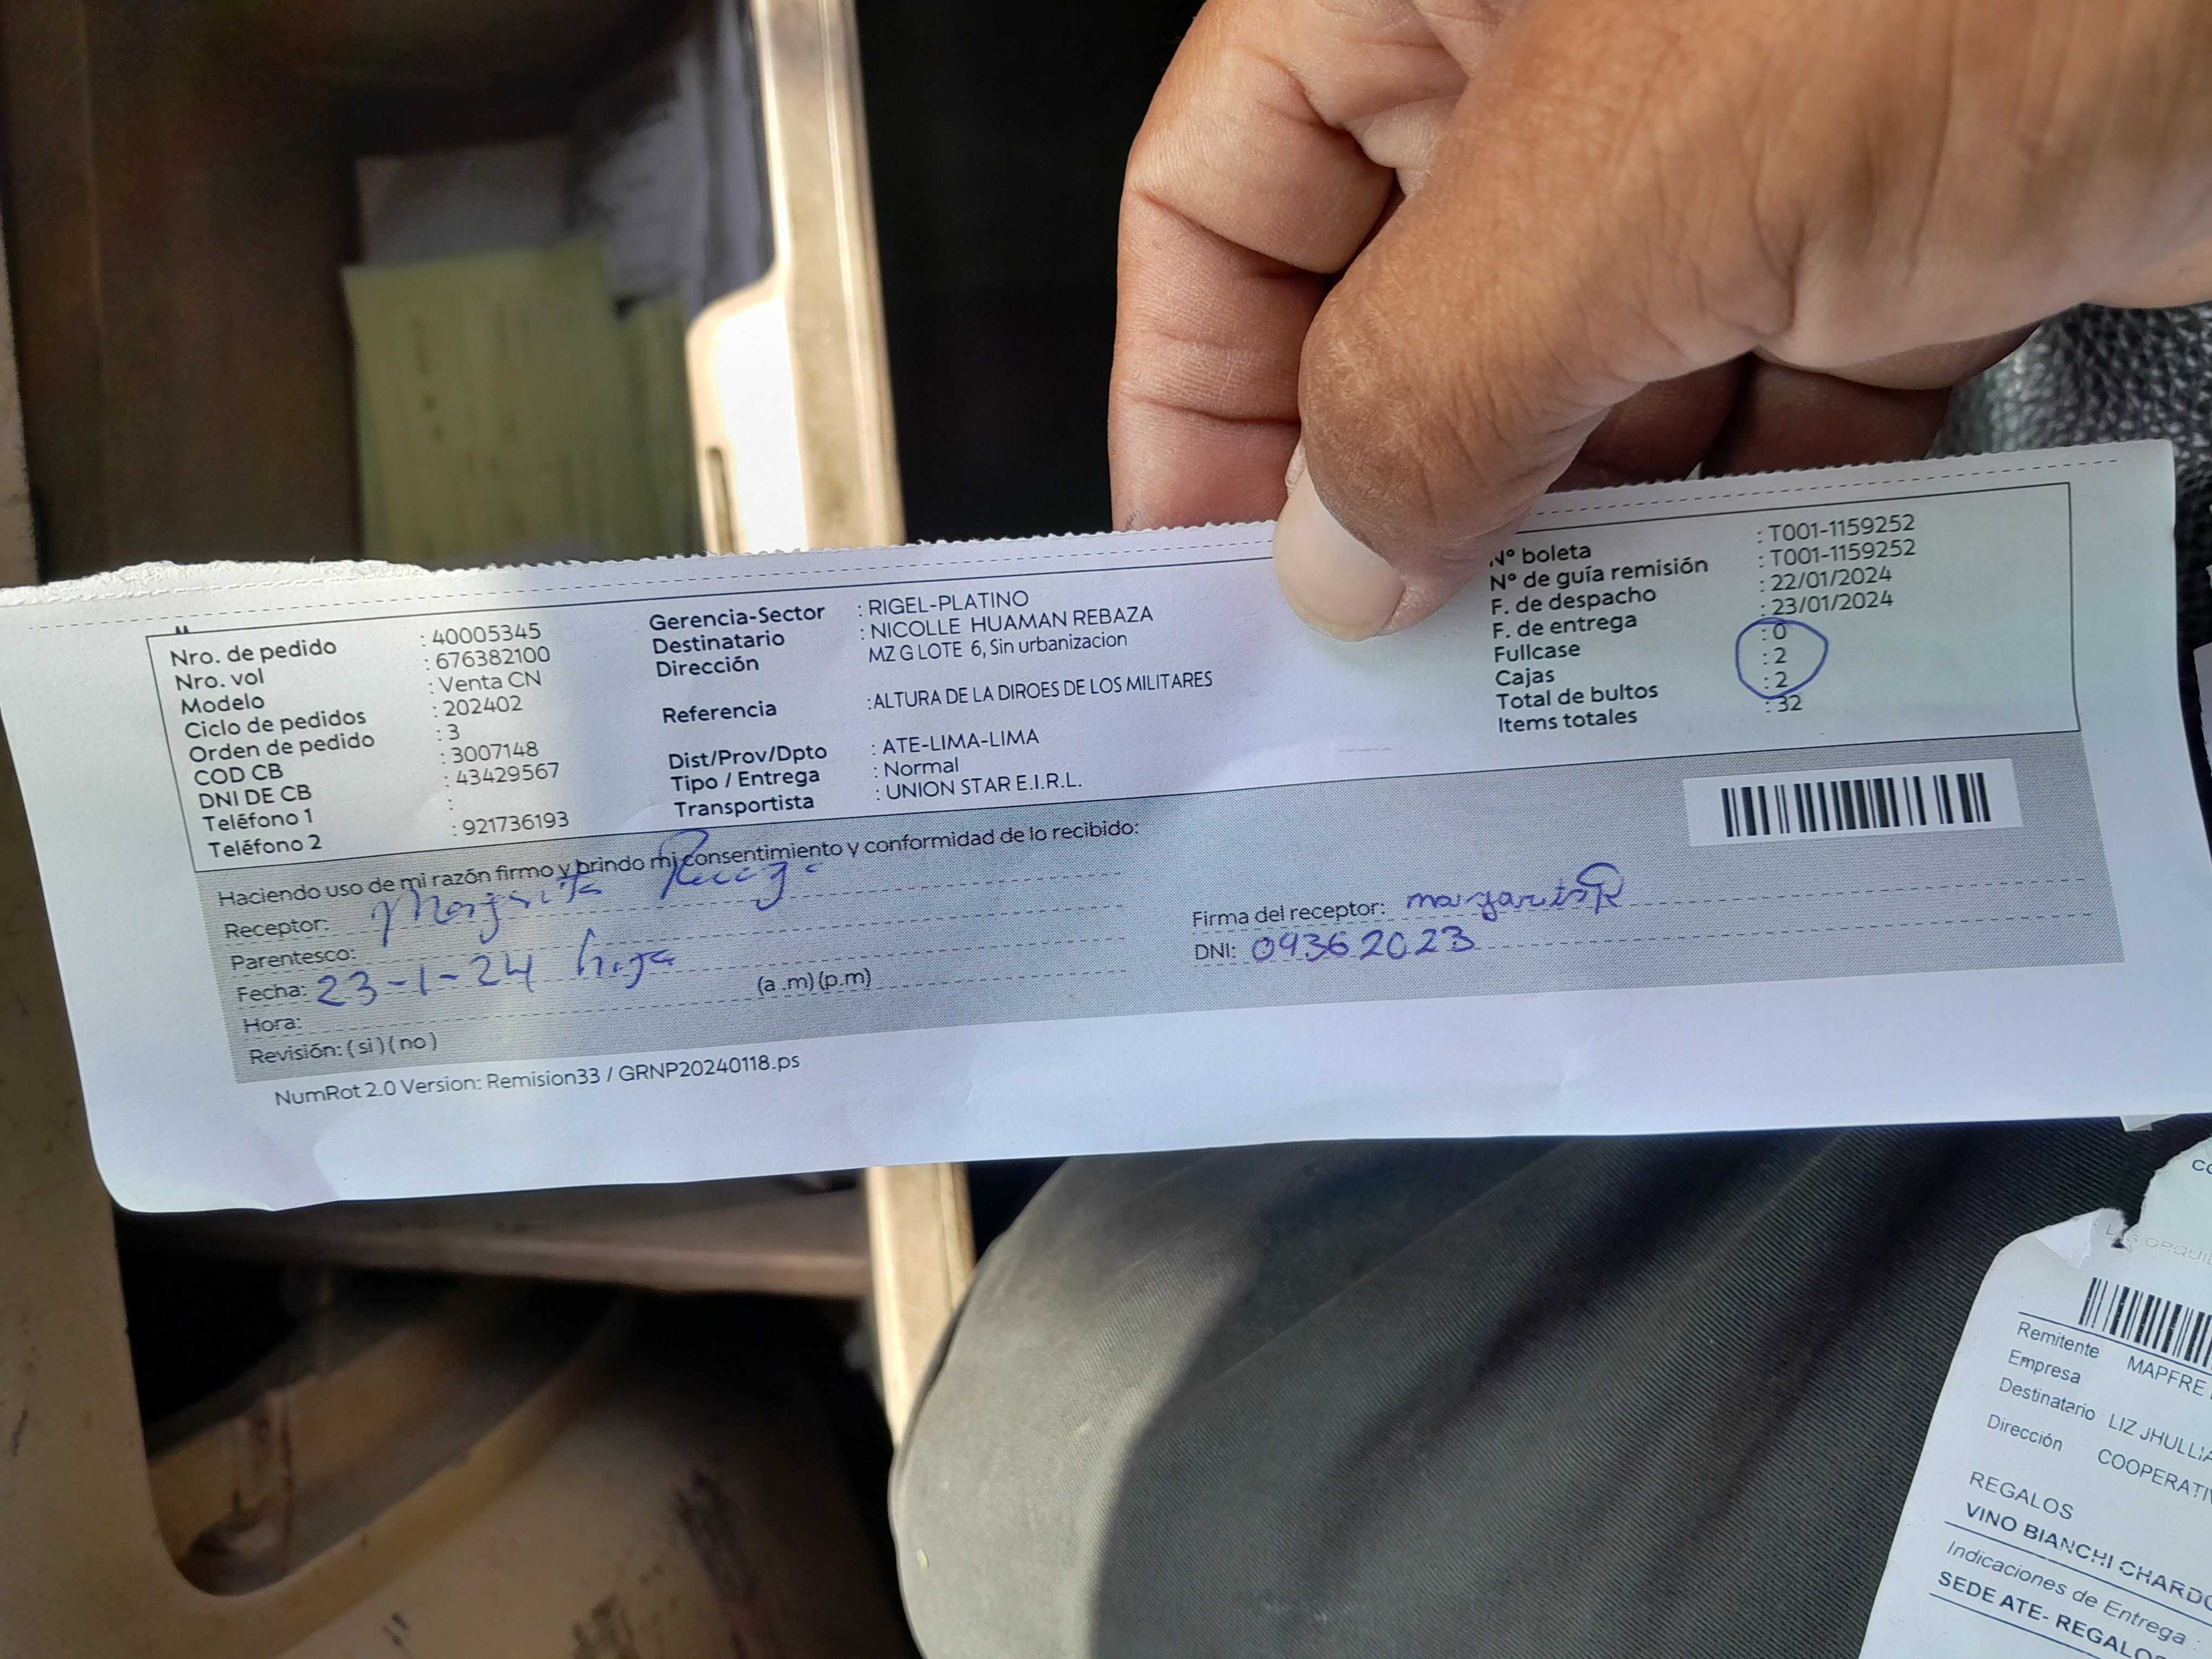 Nro. de pedido : 40005345
Nro. vol : 676382100
Modelo : Venta CN
Ciclo de pedidos : 202402
Orden de pedido : 3
COD CB : 3007148
DNI DE CB : 43429567
Teléfono 1 :
Teléfono 2 : 921736193
Gerencia-Sector : RIGEL-PLATINO
Destinatario : NICOLLE HUAMAN REBAZA
Dirección MZ G LOTE 6, Sin urbanizacion
Referencia : ALTURA DE LA DIROES DE LOS MILITARES
Dist/Prov/Dpto : ATE-LIMA-LIMA
Tipo / Entrega : Normal
Transportista : UNION STAR E.I.R.L.
N° boleta : T001-1159252
N° de guía remisión : T001-1159252
F. de despacho : 22/01/2024
F. de entrega : 23/01/2024
Fullcase : 0
Cajas : 2
Total de bultos : 2
Items totales : 32
Haciendo uso de mi razón firmo y brindo mi consentimiento y conformidad de lo recibido:
Receptor: Margarita
Parentesco:
Fecha: 23-1-24
Hora: (a.m) (p.m)
Revisión: ( si ) ( no )
Firma del receptor: margarita R
DNI: 09362023
NumRot 2.0 Version: Remision33 / GRNP20240118.ps
Remitente MAPFRE
Empresa
Destinatario LIZ JHULLIA
Dirección COOPERATIV
REGALOS
VINO BIANCHI CHARDO
Indicaciones de Entrega :
SEDE ATE- REGALO